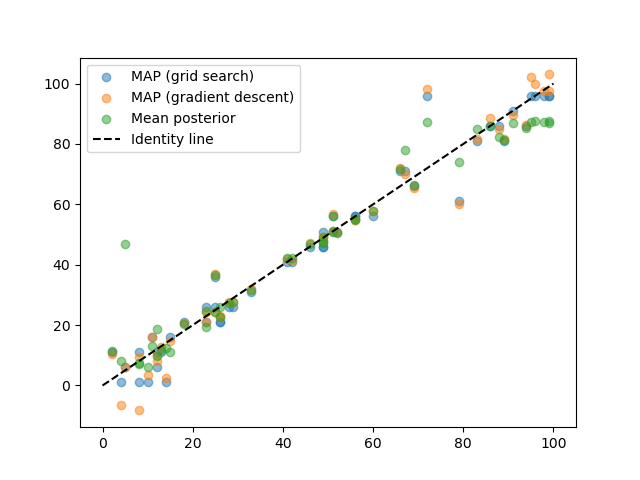 MAP (grid search)
MAP (gradient descent)
Mean posterior
Identity line
100
80
60
40
20
0
0 20 40 60 80 100